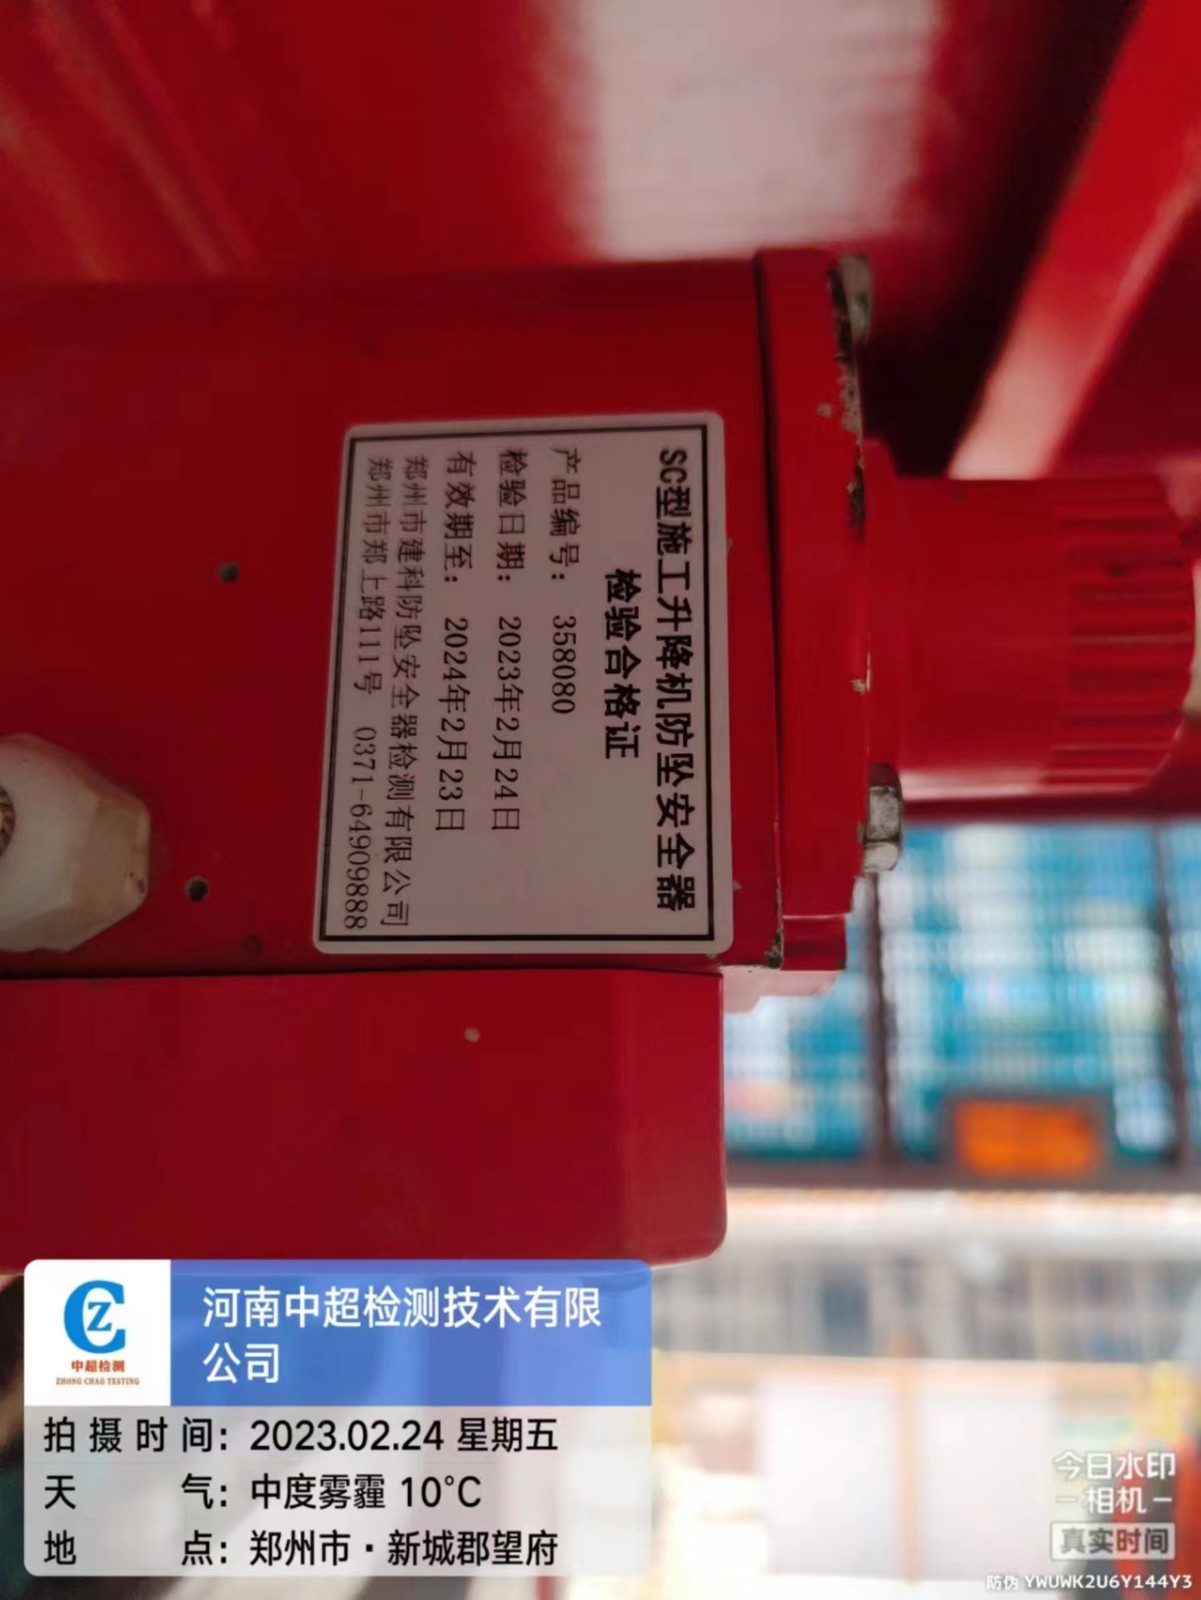 SC型施工升降机防坠安全器
检验合格证
产品编号： 358080
检验日期： 2023年2月24日
有效期至： 2024年2月23日
郑州市建科防坠安全器检测有限公司
郑州市郑上路111号 0371-64909888
CZ
中超检测
ZHONG CHAO TESTING
河南中超检测技术有限
公司
拍摄时间：2023.02.24 星期五
天气：中度雾霾 10℃
地点：郑州市·新城郡望府
今日水印
-相机-
真实时间
防伪 YWUWK2U6Y144Y3